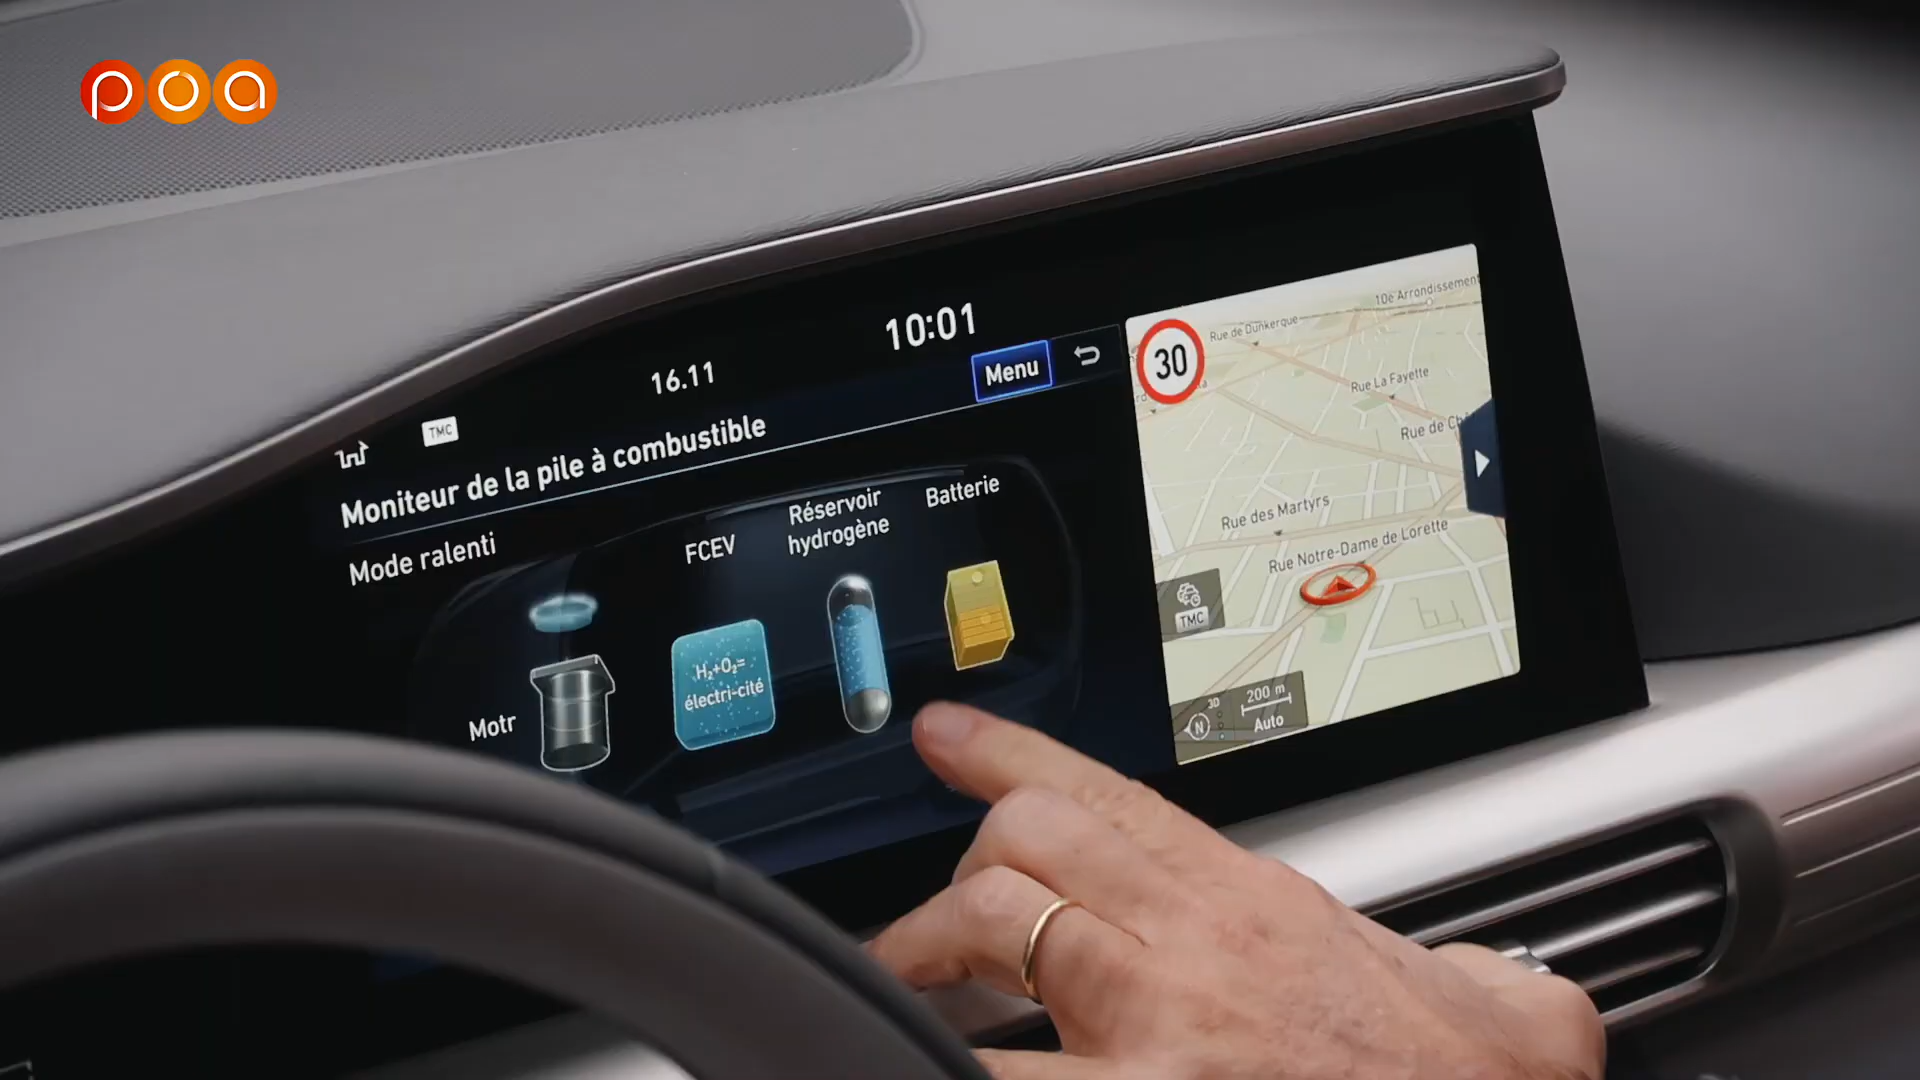 poa
10:01
16.11
Menu
TMC
Moniteur de la pile à combustible
Mode ralenti
FCEV
Réservoir
hydrogène
Batterie
H₂+O₂=
électri-cité
Motr
30
10e Arrondissement
Rue de Dunkerque
Rue La Fayette
Rue de
Rue des Martyrs
Rue Notre-Dame de Lorette
TMC
3D
200 m
N
Auto